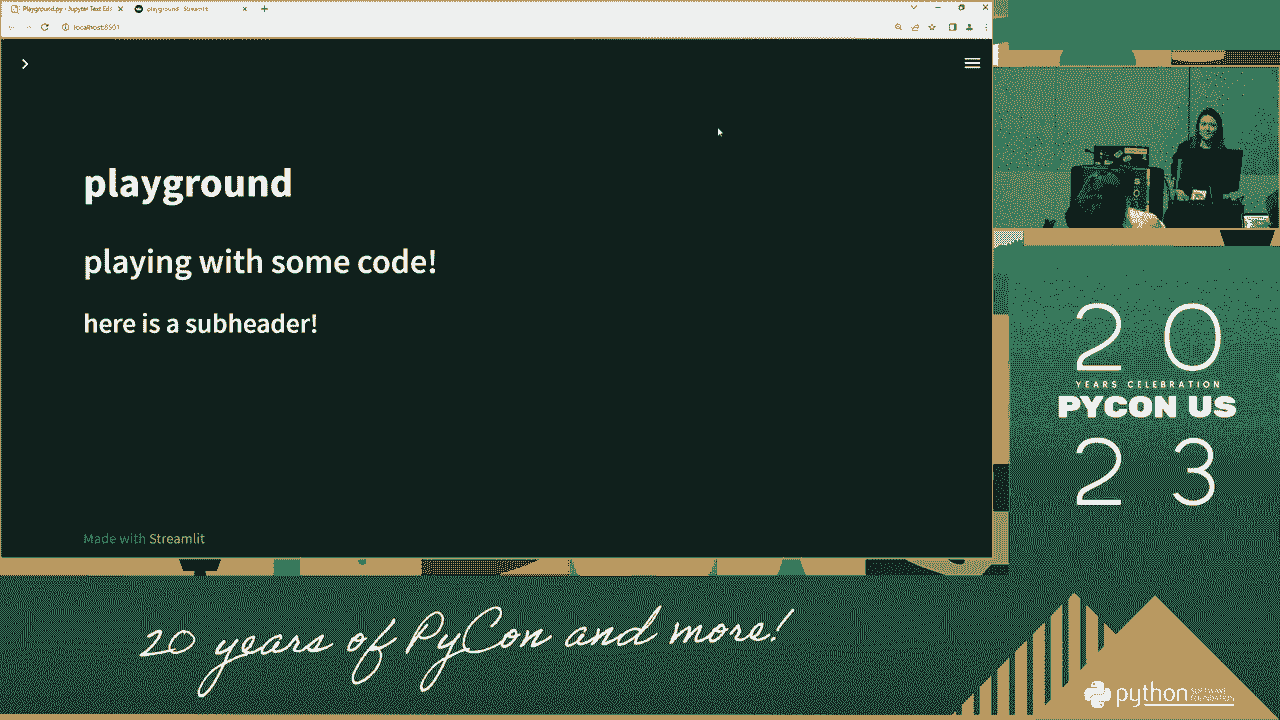 Playground.py - Jupyter Text Edi
playground · Streamlit
localhost:8501
playground
playing with some code!
here is a subheader!
Made with Streamlit
20
YEARS CELEBRATION
PYCON US
23
20 years of PyCon and more!
python SOFTWARE FOUNDATION